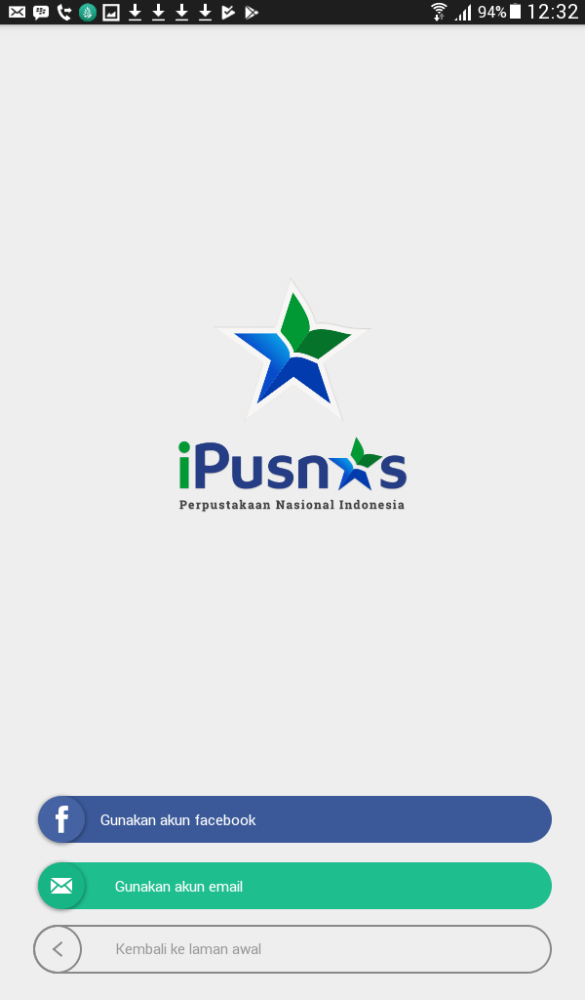 94% 12:32
iPusnas
Perpustakaan Nasional Indonesia
Gunakan akun facebook
Gunakan akun email
Kembali ke laman awal